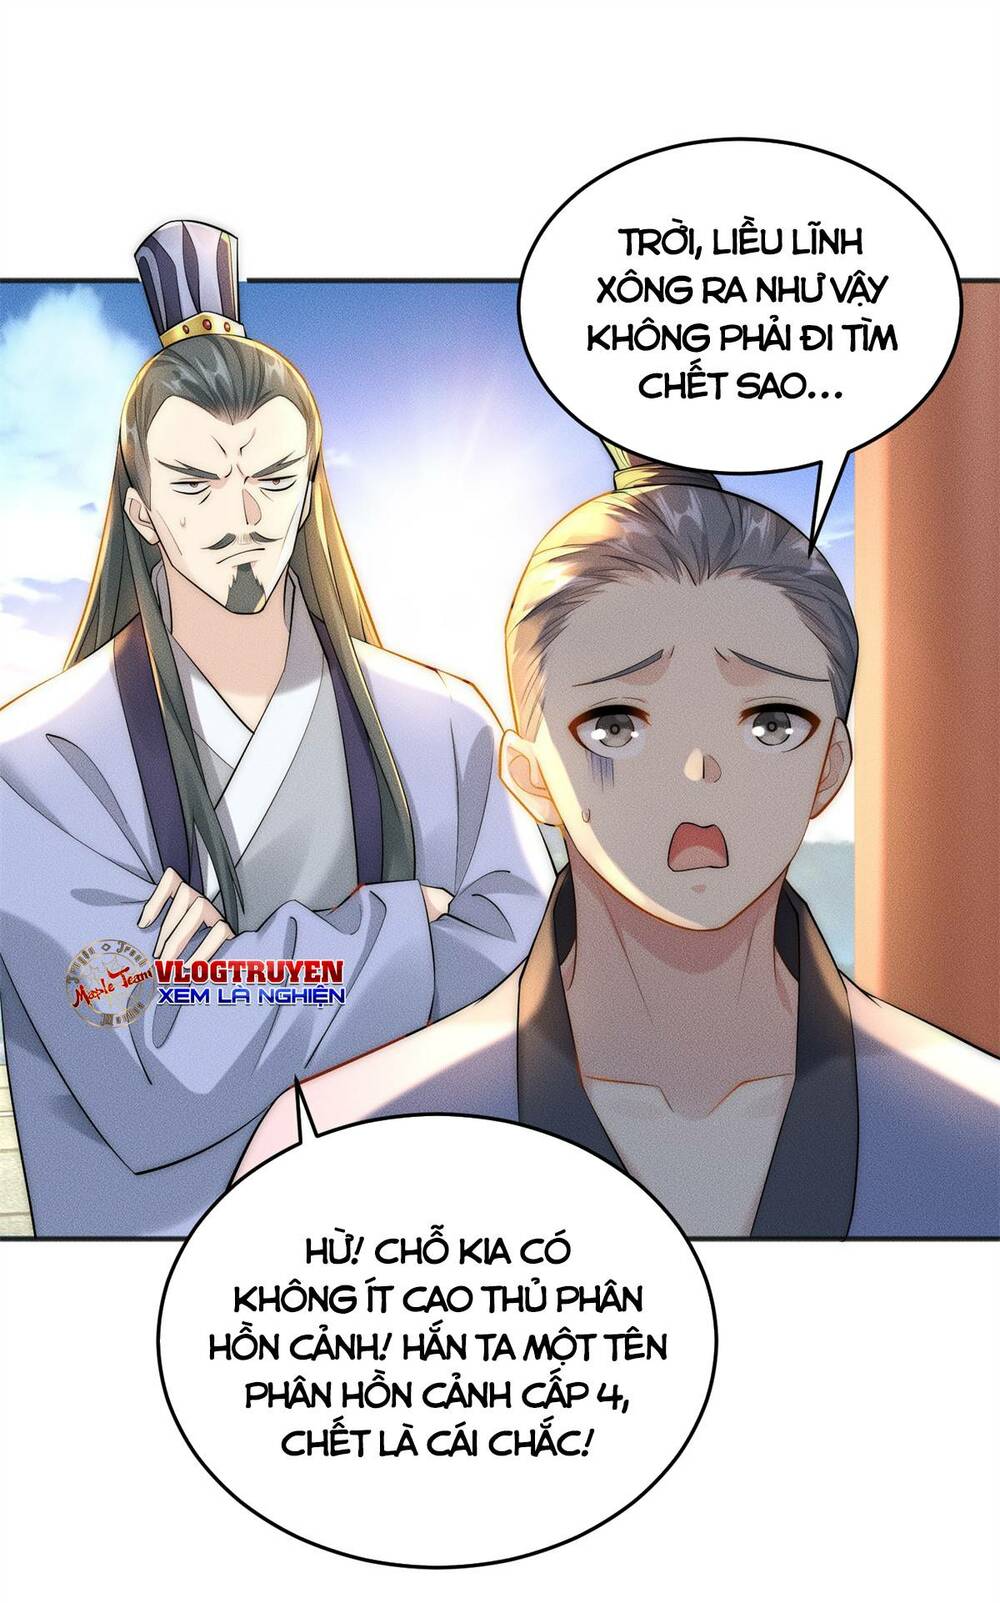 TRỜI, LIỀU LĨNH
XÔNG RA NHƯ VẬY
KHÔNG PHẢI ĐI TÌM
CHẾT SAO...
Maple Team
VLOGTRUYEN
XEM LÀ NGHIỆN
HỪ! CHỖ KIA CÓ
KHÔNG ÍT CAO THỦ PHÂN
HỒN CẢNH! HẮN TA MỘT TÊN
PHÂN HỒN CẢNH CẤP 4,
CHẾT LÀ CÁI CHẮC!